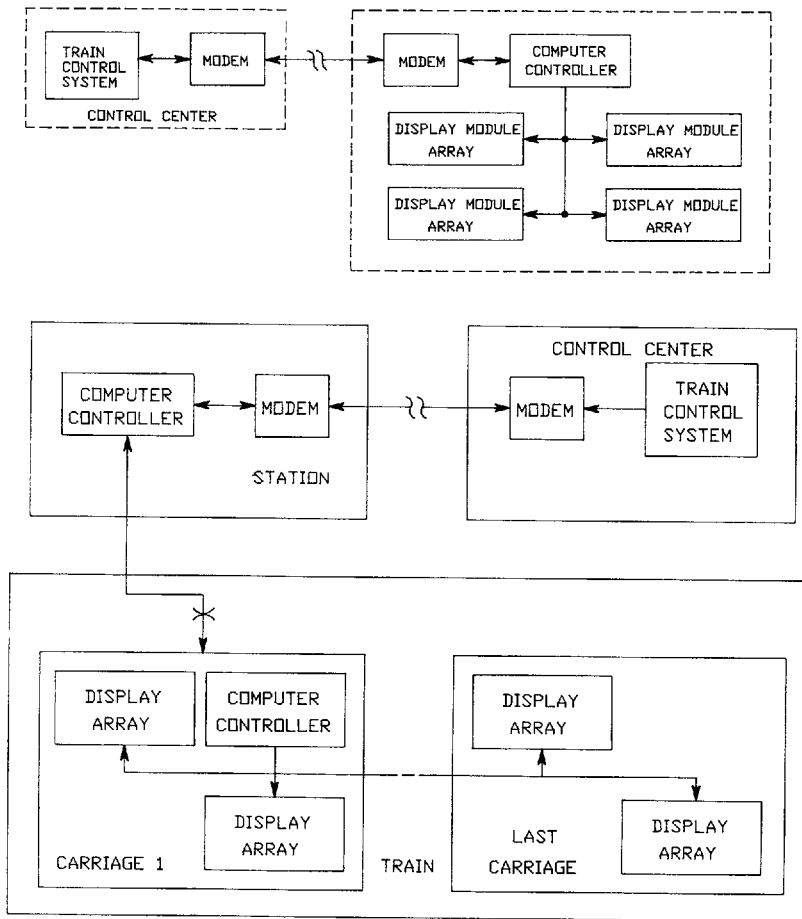 TRAIN
CONTROL
SYSTEM
MODEM
CONTROL CENTER
MODEM
COMPUTER
CONTROLLER
DISPLAY MODULE
ARRAY
DISPLAY MODULE
ARRAY
DISPLAY MODULE
ARRAY
DISPLAY MODULE
ARRAY
COMPUTER
CONTROLLER
MODEM
STATION
CONTROL CENTER
MODEM
TRAIN
CONTROL
SYSTEM
DISPLAY
ARRAY
COMPUTER
CONTROLLER
DISPLAY
ARRAY
CARRIAGE 1
TRAIN
DISPLAY
ARRAY
LAST
CARRIAGE
DISPLAY
ARRAY